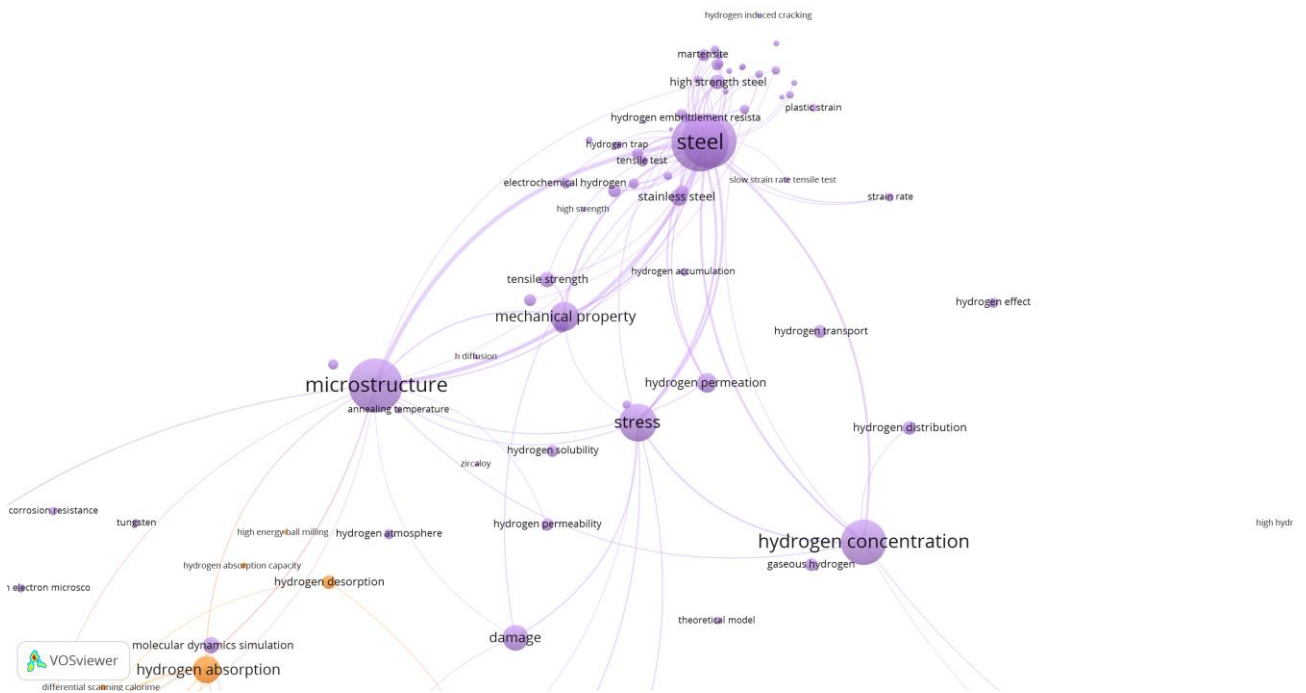 hydrogen induced cracking
martensite
high strength steel
plastic strain
hydrogen embrittlement resista
steel
hydrogen trap
tensile test
electrochemical hydrogen
slow strain rate tensile test
stainless steel
strain rate
high strength
hydrogen accumulation
tensile strength
hydrogen effect
mechanical property
hydrogen transport
h diffusion
microstructure
hydrogen permeation
annealing temperature
stress
hydrogen distribution
hydrogen solubility
zircaloy
corrosion resistance
tungsten
hydrogen permeability
high hydr
high energy ball milling
hydrogen atmosphere
hydrogen concentration
hydrogen absorption capacity
gaseous hydrogen
hydrogen desorption
n electron microsco
theoretical model
damage
molecular dynamics simulation
VOSviewer
hydrogen absorption
differential scanning calorime